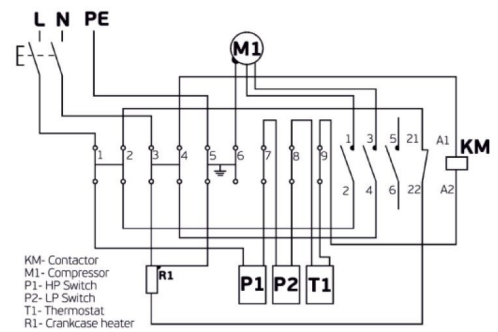 L N PE
M1
1 3 5 21 A1 KM
1 2 3 4 5 6 7 8 9
2 4 6 22 A2
R1
P1 P2 T1
KM- Contactor
M1- Compressor
P1- HP Switch
P2- LP Switch
T1- Thermostat
R1- Crankcase heater